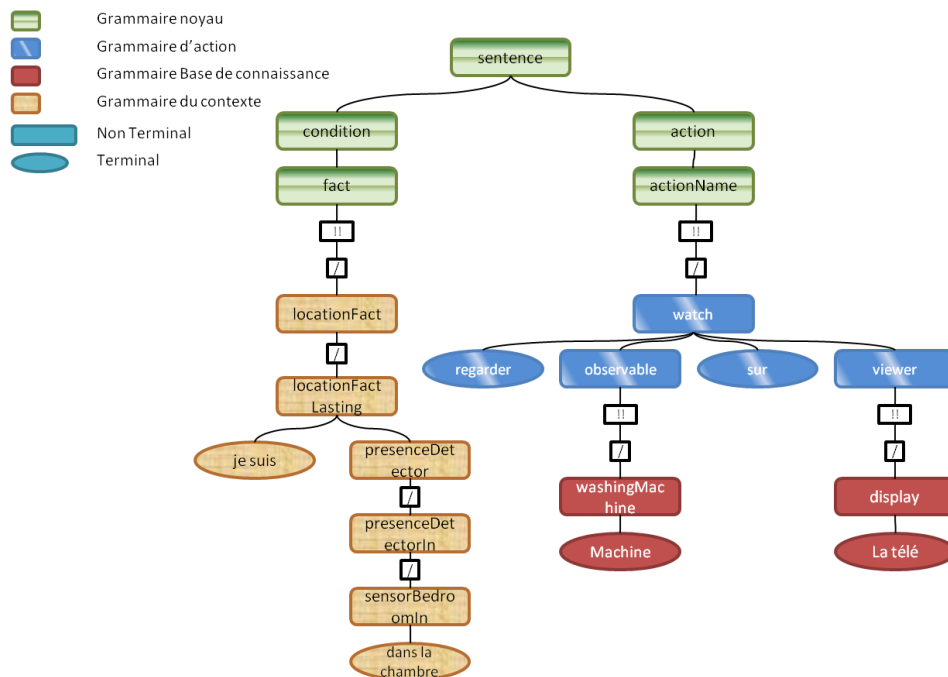 Grammaire noyau
Grammaire d'action
Grammaire Base de connaissance
Grammaire du contexte
Non Terminal
Terminal
sentence
condition
action
fact
actionName
!!
!!
/
/
locationFact
watch
/
regarder
observable
sur
viewer
locationFact
Lasting
!!
!!
je suis
presenceDet
ector
/
/
/
washingMac
hine
display
presenceDet
ectorIn
Machine
La télé
/
sensorBedro
omIn
dans la
chambre